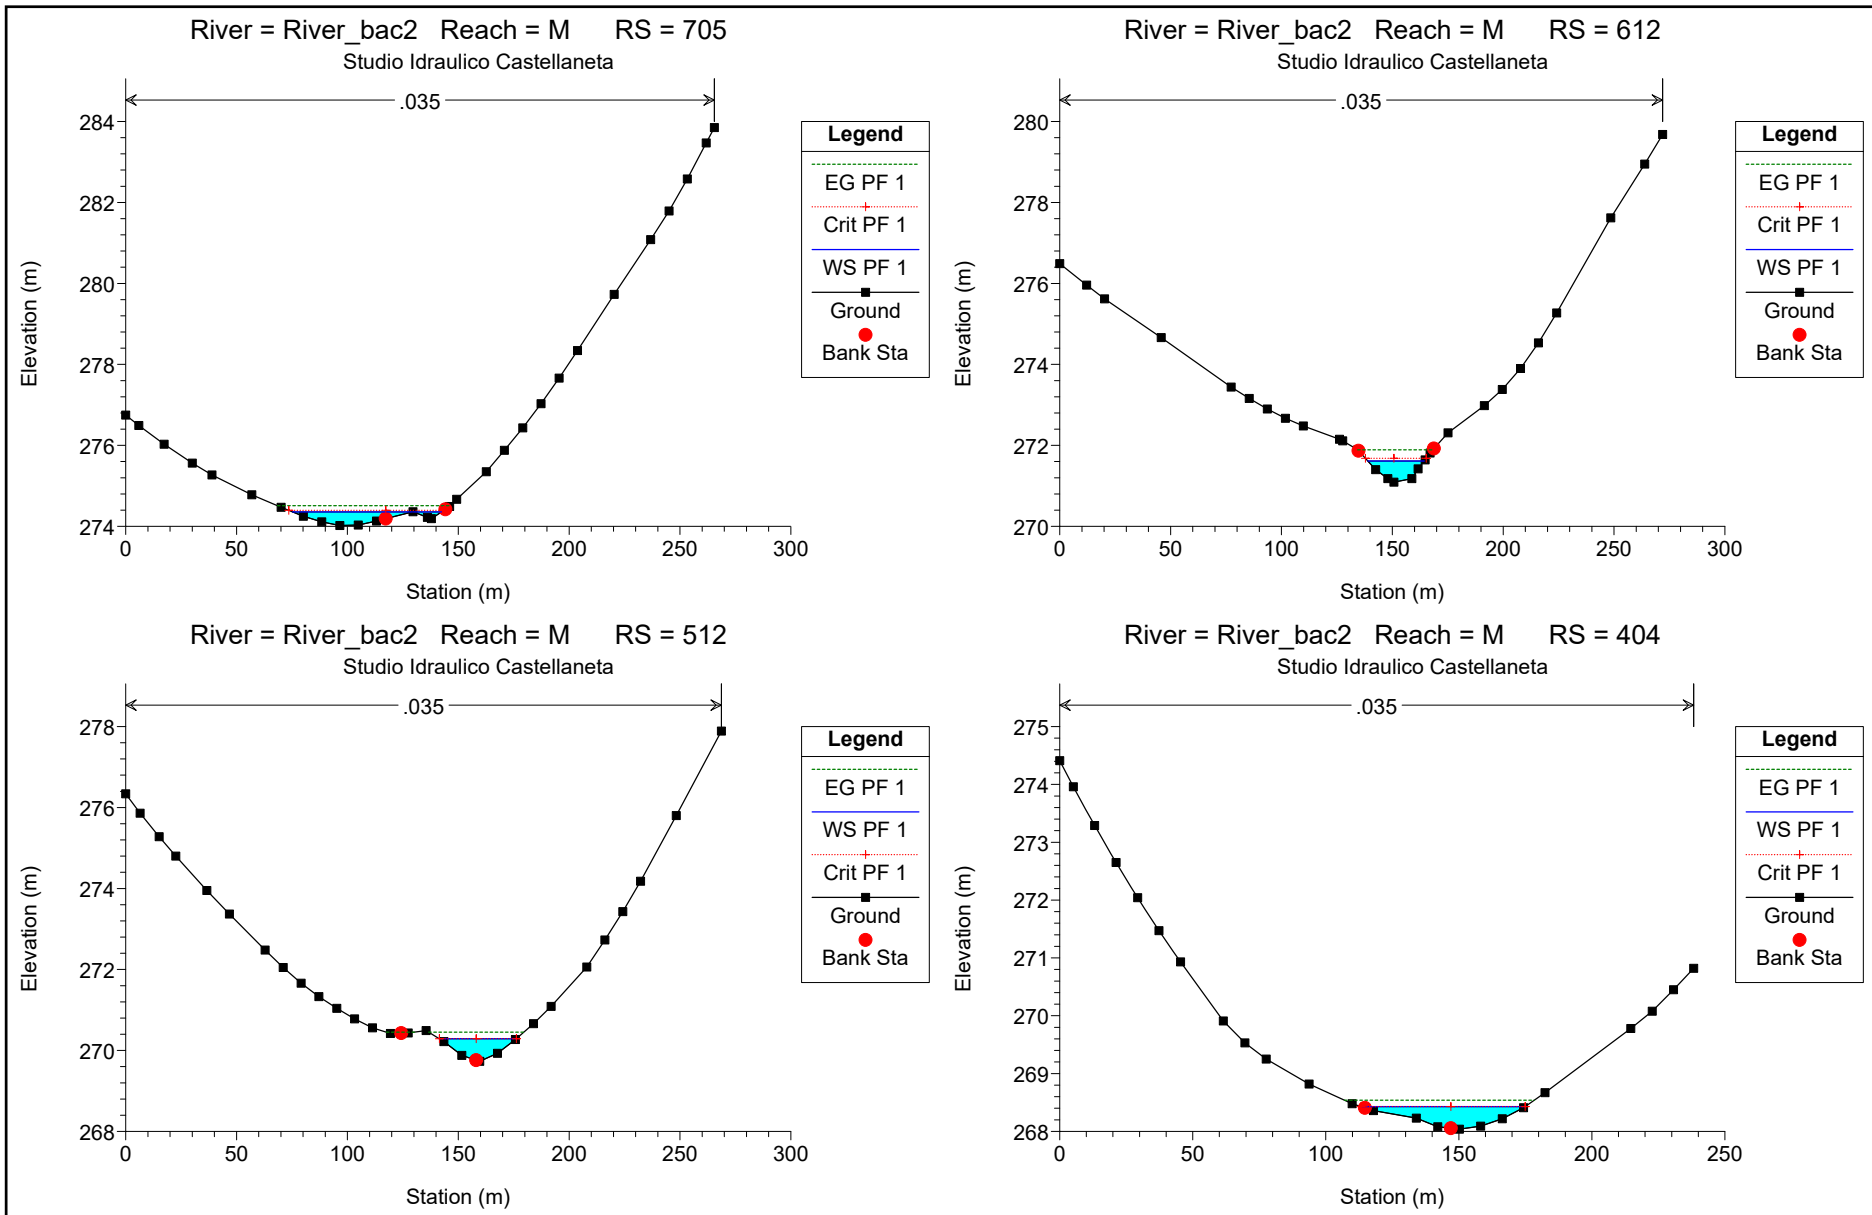 River = River_bac2 Reach = M RS = 705
Studio Idraulico Castellaneta
.035
284
282
280
278
276
274
0 50 100 150 200 250 300
Elevation (m)
Station (m)
Legend
EG PF 1
Crit PF 1
WS PF 1
Ground
Bank Sta
River = River_bac2 Reach = M RS = 612
Studio Idraulico Castellaneta
.035
280
278
276
274
272
270
0 50 100 150 200 250 300
Elevation (m)
Station (m)
Legend
EG PF 1
Crit PF 1
WS PF 1
Ground
Bank Sta
River = River_bac2 Reach = M RS = 512
Studio Idraulico Castellaneta
.035
278
276
274
272
270
268
0 50 100 150 200 250 300
Elevation (m)
Station (m)
Legend
EG PF 1
WS PF 1
Crit PF 1
Ground
Bank Sta
River = River_bac2 Reach = M RS = 404
Studio Idraulico Castellaneta
.035
275
274
273
272
271
270
269
268
0 50 100 150 200 250
Elevation (m)
Station (m)
Legend
EG PF 1
WS PF 1
Crit PF 1
Ground
Bank Sta